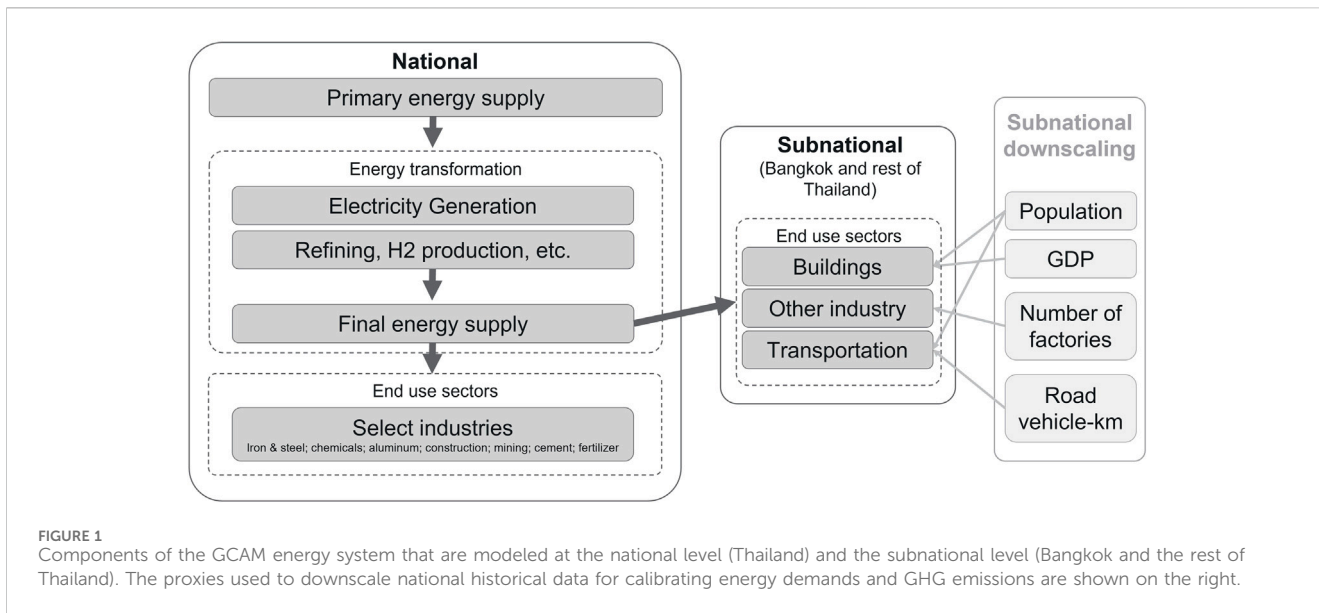 National
Primary energy supply
Energy transformation
Electricity Generation
Refining, H2 production, etc.
Final energy supply
End use sectors
Select industries
Iron & steel; chemicals; aluminum; construction; mining; cement; fertilizer
Subnational
(Bangkok and rest of
Thailand)
End use sectors
Buildings
Other industry
Transportation
Subnational
downscaling
Population
GDP
Number of
factories
Road
vehicle-km
FIGURE 1
Components of the GCAM energy system that are modeled at the national level (Thailand) and the subnational level (Bangkok and the rest of
Thailand). The proxies used to downscale national historical data for calibrating energy demands and GHG emissions are shown on the right.